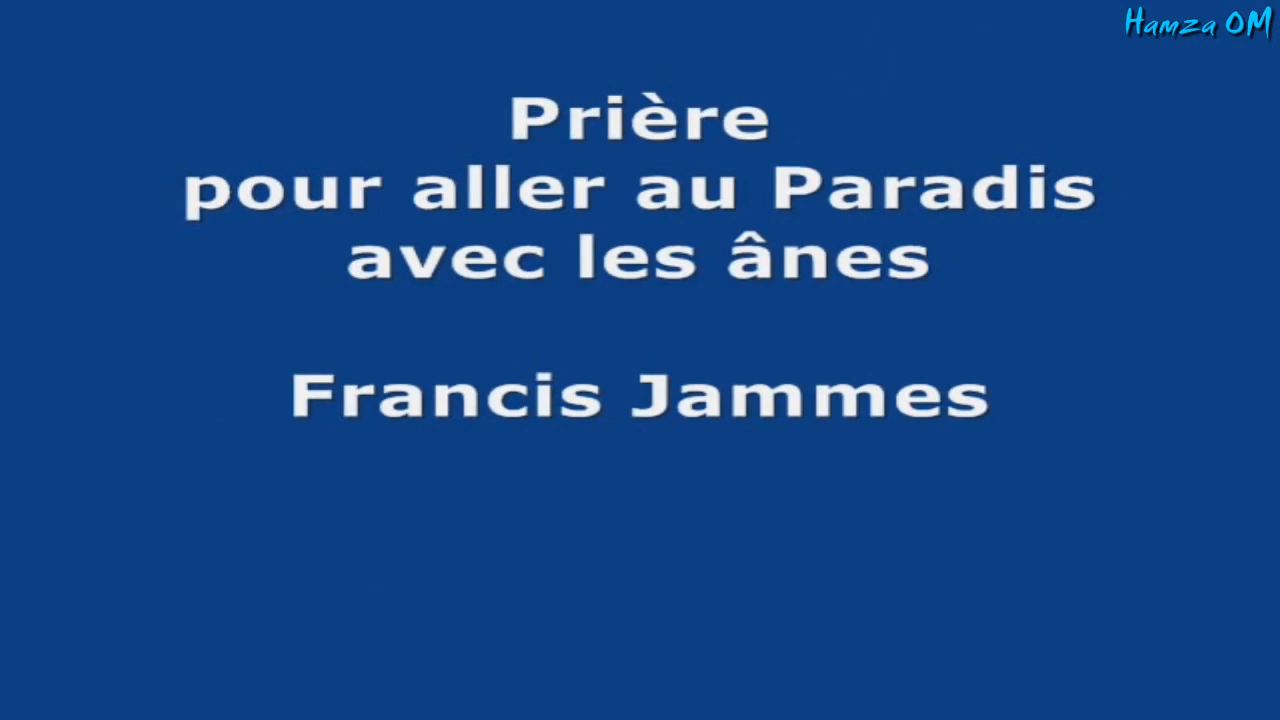 Hamza OM
Prière
pour aller au Paradis
avec les ânes
Francis Jammes